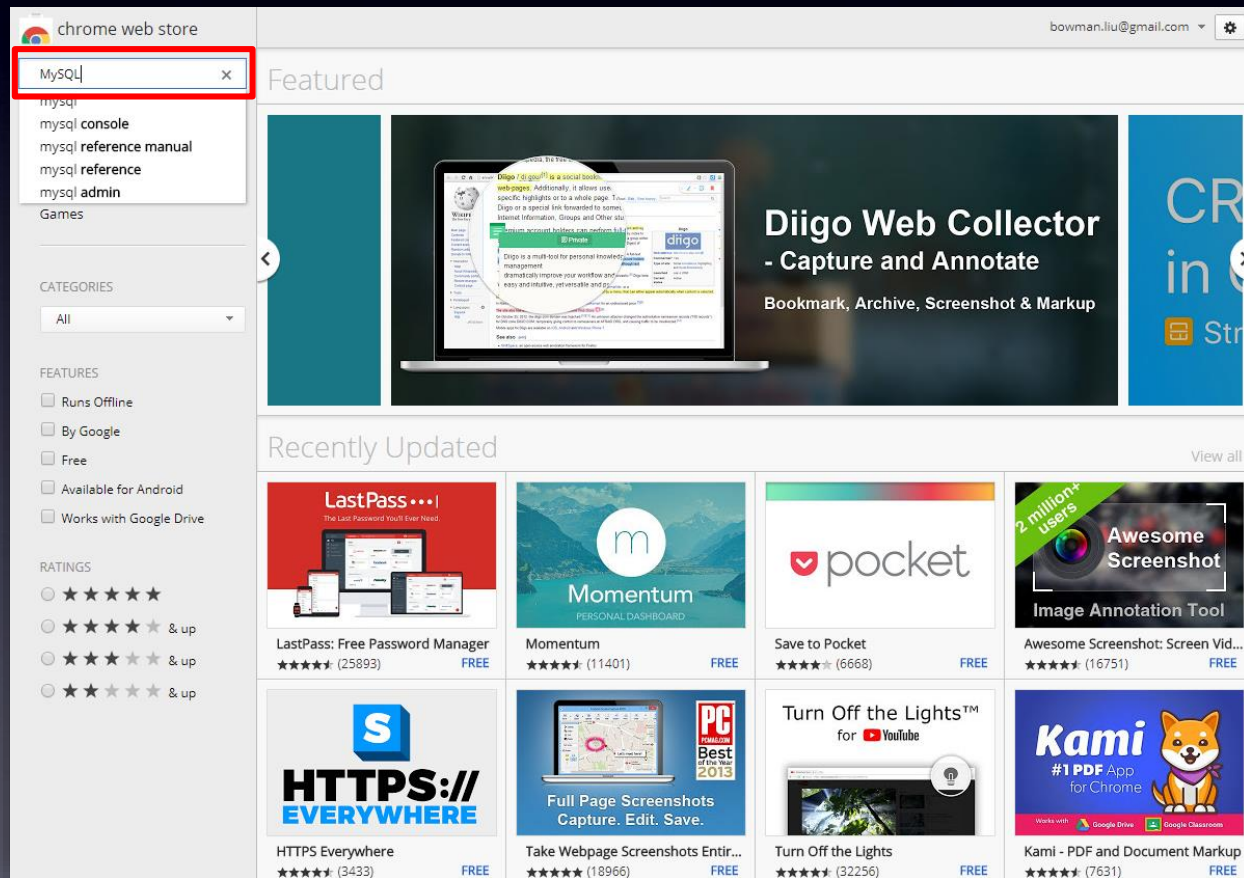 chrome web store
bowman.liu@gmail.com
MySQL
mysql
mysql console
mysql reference manual
mysql reference
mysql admin
Games
CATEGORIES
All
FEATURES
Runs Offline
By Google
Free
Available for Android
Works with Google Drive
RATINGS
& up
& up
& up
Featured
Diigo Web Collector
- Capture and Annotate
Bookmark, Archive, Screenshot & Markup
CR
in
Str
Recently Updated
View all
LastPass
The Last Password You'll Ever Need.
LastPass: Free Password Manager
(25893) FREE
m
Momentum
PERSONAL DASHBOARD
Momentum
(11401) FREE
pocket
Save to Pocket
(6668) FREE
2 million+
users
Awesome
Screenshot
Image Annotation Tool
Awesome Screenshot: Screen Vid...
(16751) FREE
S
HTTPS://
EVERYWHERE
HTTPS Everywhere
(3433) FREE
PC
PCMAG.COM
Best
of the Year
2013
Full Page Screenshots
Capture. Edit. Save.
Take Webpage Screenshots Entir...
(18966) FREE
Turn Off the Lights™
for YouTube
Turn Off the Lights
(32256) FREE
Kami
#1 PDF App
for Chrome
Works with Google Drive Google Classroom
Kami - PDF and Document Markup
(7631) FREE